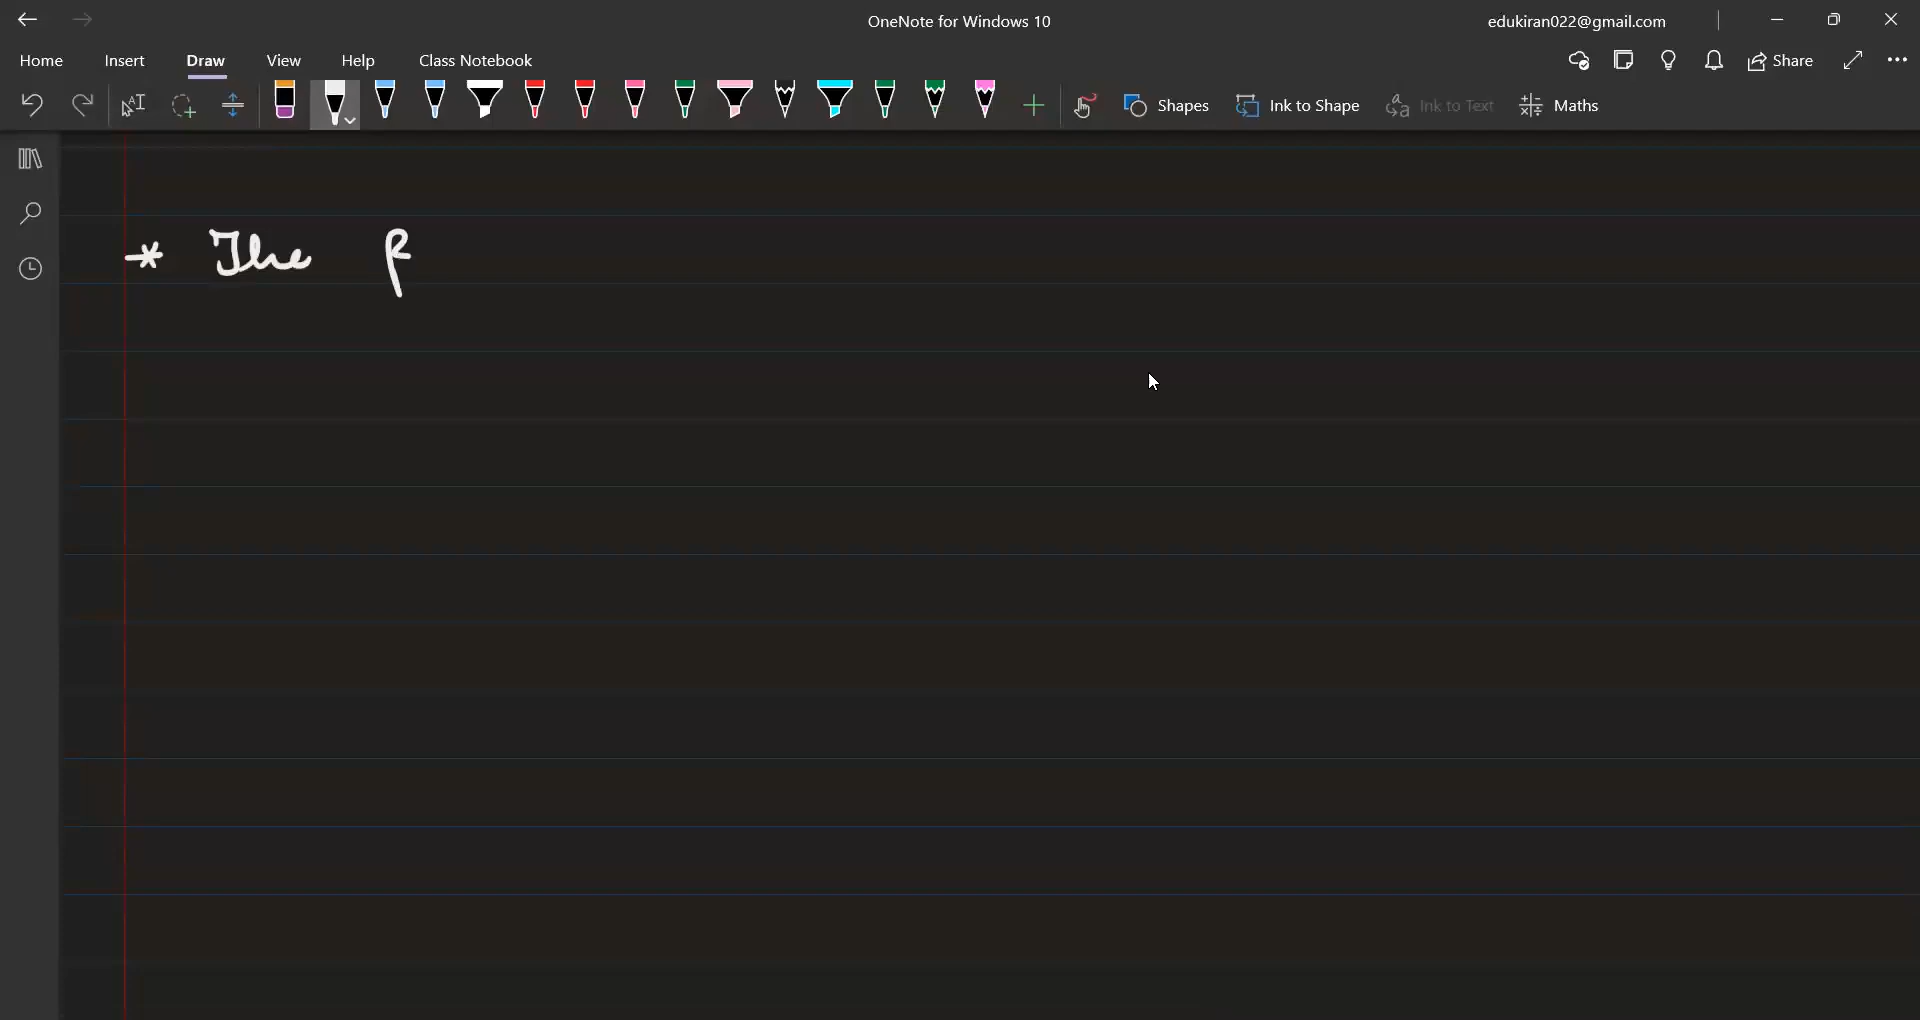 OneNote for Windows 10 edukiran022@gmail.com
Home Insert Draw View Help Class Notebook Share
Shapes Ink to Shape Ink to Text Maths
* The